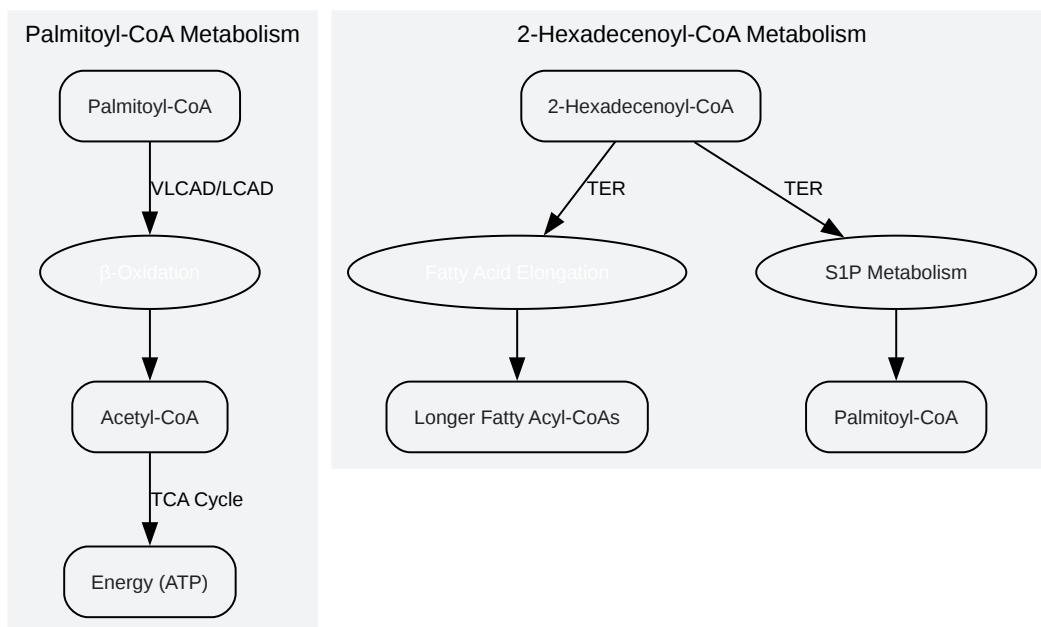 Palmitoyl-CoA Metabolism
Palmitoyl-CoA
VLCAD/LCAD
β-Oxidation
Acetyl-CoA
TCA Cycle
Energy (ATP)
2-Hexadecenoyl-CoA Metabolism
2-Hexadecenoyl-CoA
TER
TER
Fatty Acid Elongation
S1P Metabolism
Longer Fatty Acyl-CoAs
Palmitoyl-CoA